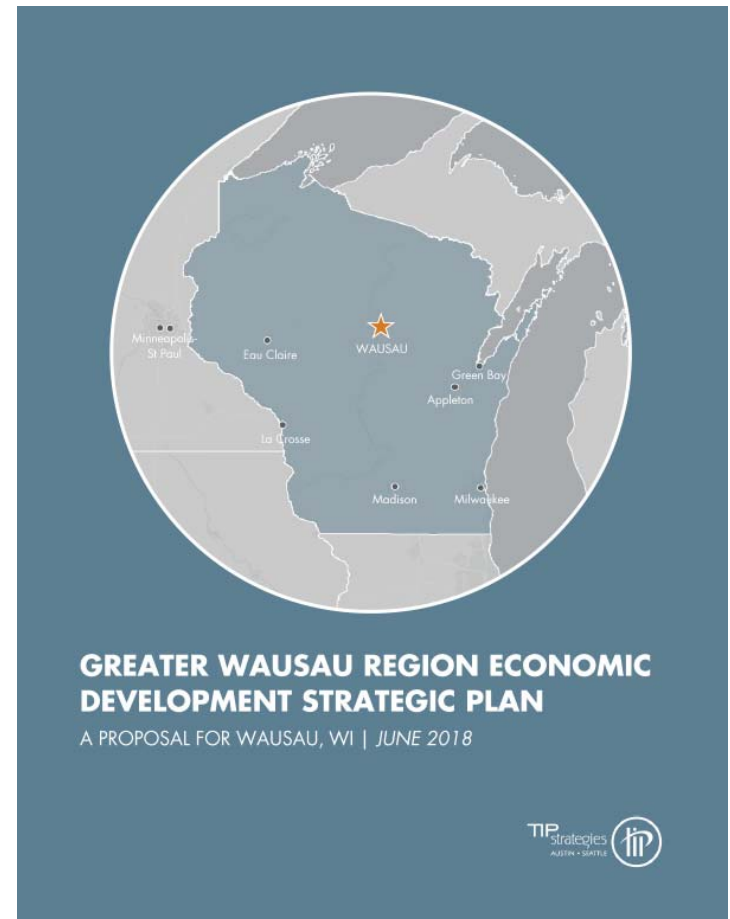 Minneapolis-
St Paul
Eau Claire
WAUSAU
Green Bay
Appleton
La Crosse
Madison
Milwaukee
GREATER WAUSAU REGION ECONOMIC
DEVELOPMENT STRATEGIC PLAN
A PROPOSAL FOR WAUSAU, WI | JUNE 2018
TIP
strategies
AUSTIN • SEATTLE
tip